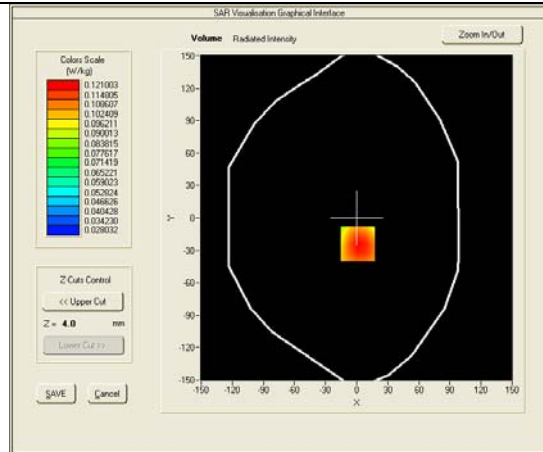 SAR Visualisation Graphical Interface
Volume Radiated Intensity
Zoom In/Out
Colors Scale
(W/kg)
0.121003
0.114805
0.108607
0.102409
0.096211
0.090013
0.083815
0.077617
0.071419
0.065221
0.059023
0.052824
0.046626
0.040428
0.034230
0.028032
Z-Cuts Control
<< Upper Cut
Z = 4.0 mm
Lower Cut >>
SAVE Cancel
150
120
90
60
30
0
-30
-60
-90
-120
-150
Y
-150 -120 -90 -60 -30 0 30 60 90 120 150
X